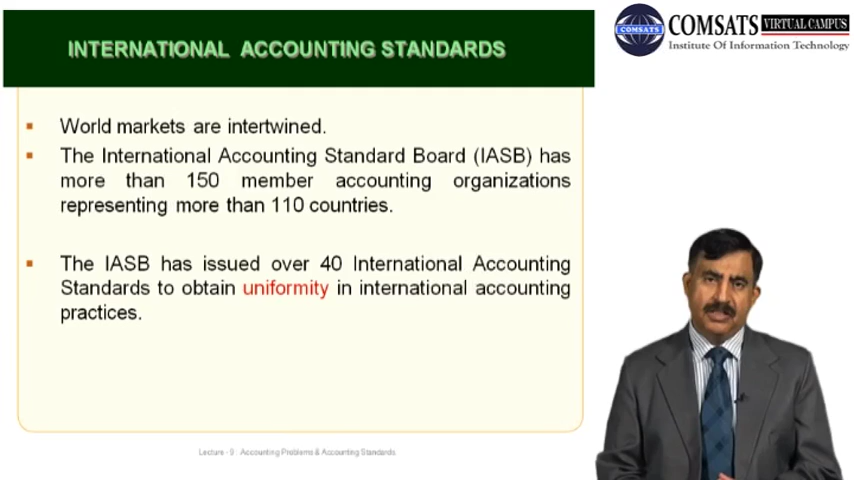 INTERNATIONAL ACCOUNTING STANDARDS
COMSATS VIRTUAL CAMPUS
Institute Of Information Technology
COMSATS
World markets are intertwined.
The International Accounting Standard Board (IASB) has
more than 150 member accounting organizations
representing more than 110 countries.
The IASB has issued over 40 International Accounting
Standards to obtain uniformity in international accounting
practices.
Lecture - 9 : Accounting Problems & Accounting Standards